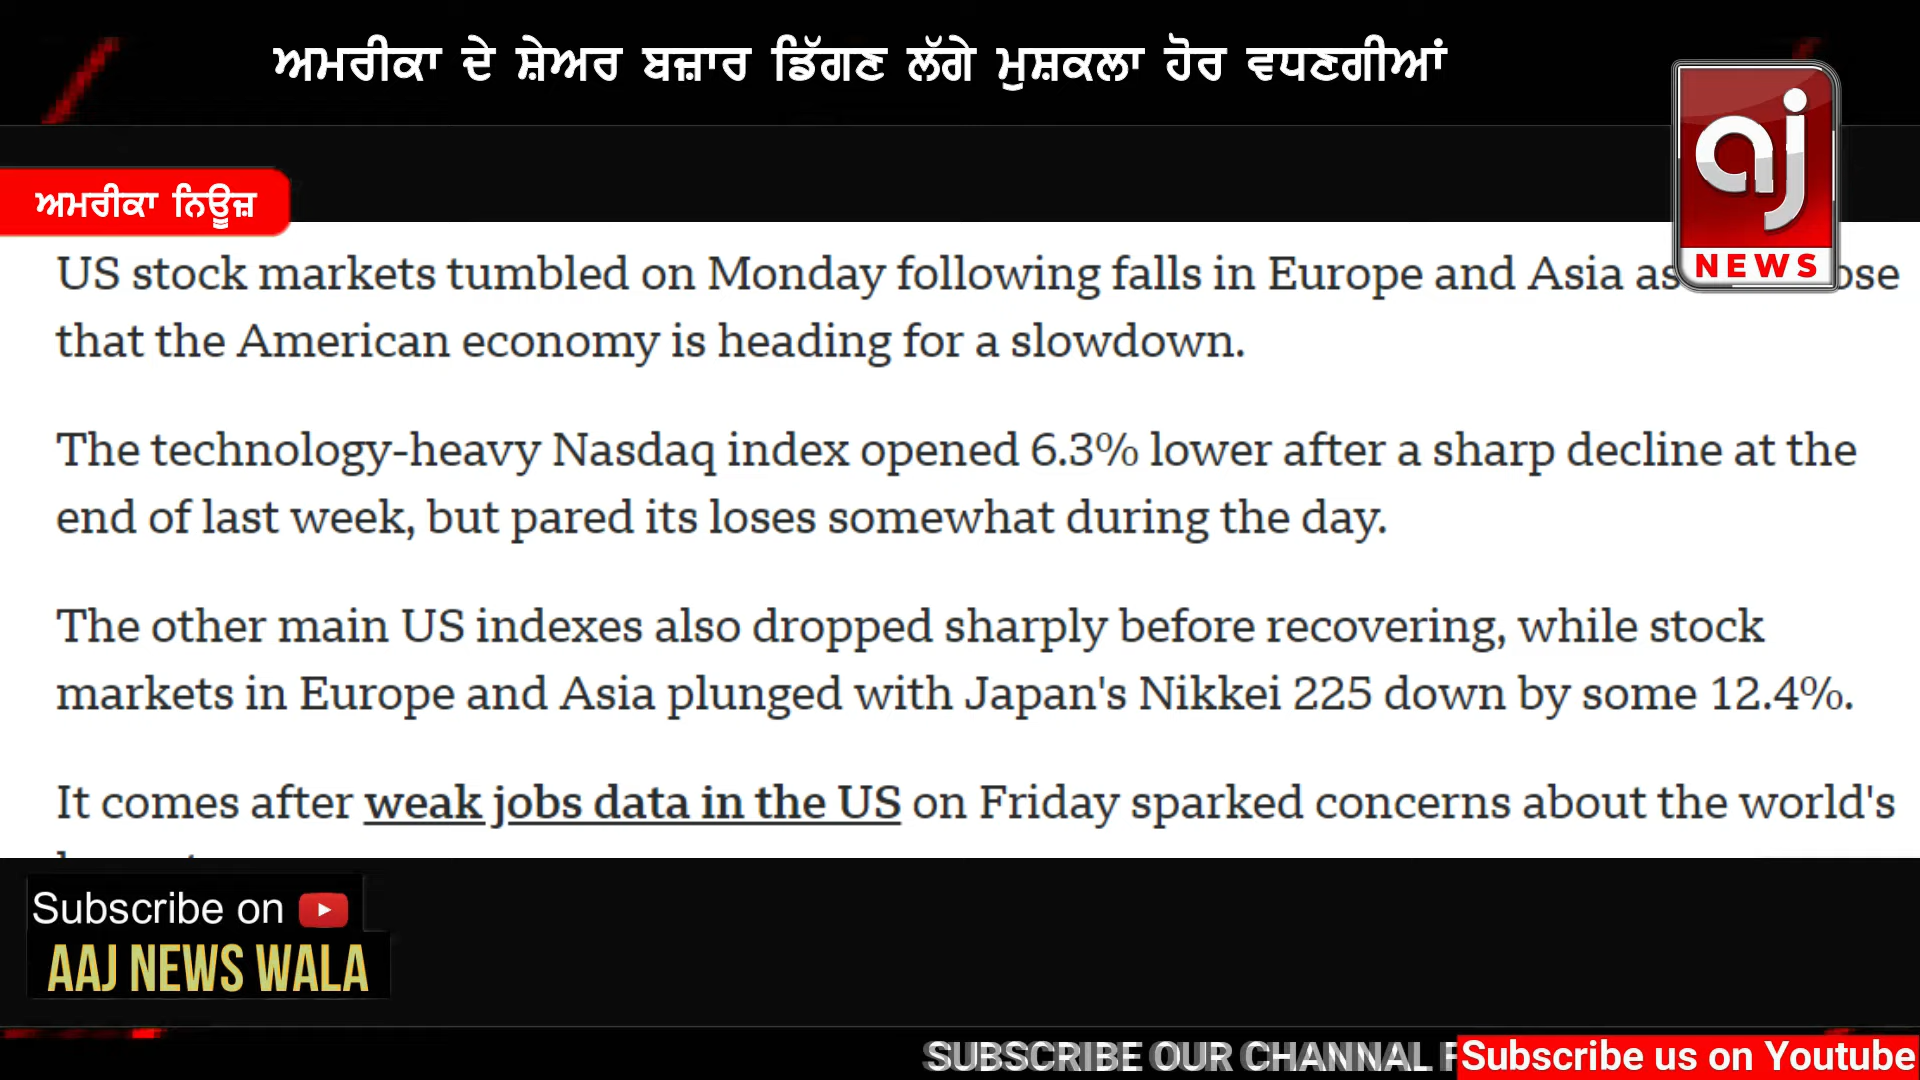 ਅਮਰੀਕਾ ਦੇ ਸ਼ੇਅਰ ਬਜ਼ਾਰ ਡਿੱਗਣ ਲੱਗੇ ਮੁਸ਼ਕਲਾ ਹੋਰ ਵਧਣਗੀਆਂ
aj
NEWS
ਅਮਰੀਕਾ ਨਿਊਜ਼
US stock markets tumbled on Monday following falls in Europe and Asia as
that the American economy is heading for a slowdown.
The technology-heavy Nasdaq index opened 6.3% lower after a sharp decline at the
end of last week, but pared its loses somewhat during the day.
The other main US indexes also dropped sharply before recovering, while stock
markets in Europe and Asia plunged with Japan's Nikkei 225 down by some 12.4%.
It comes after weak jobs data in the US on Friday sparked concerns about the world's
Subscribe on
AAJ NEWS WALA
SUBSCRIBE OUR CHANNAL
Subscribe us on Youtube